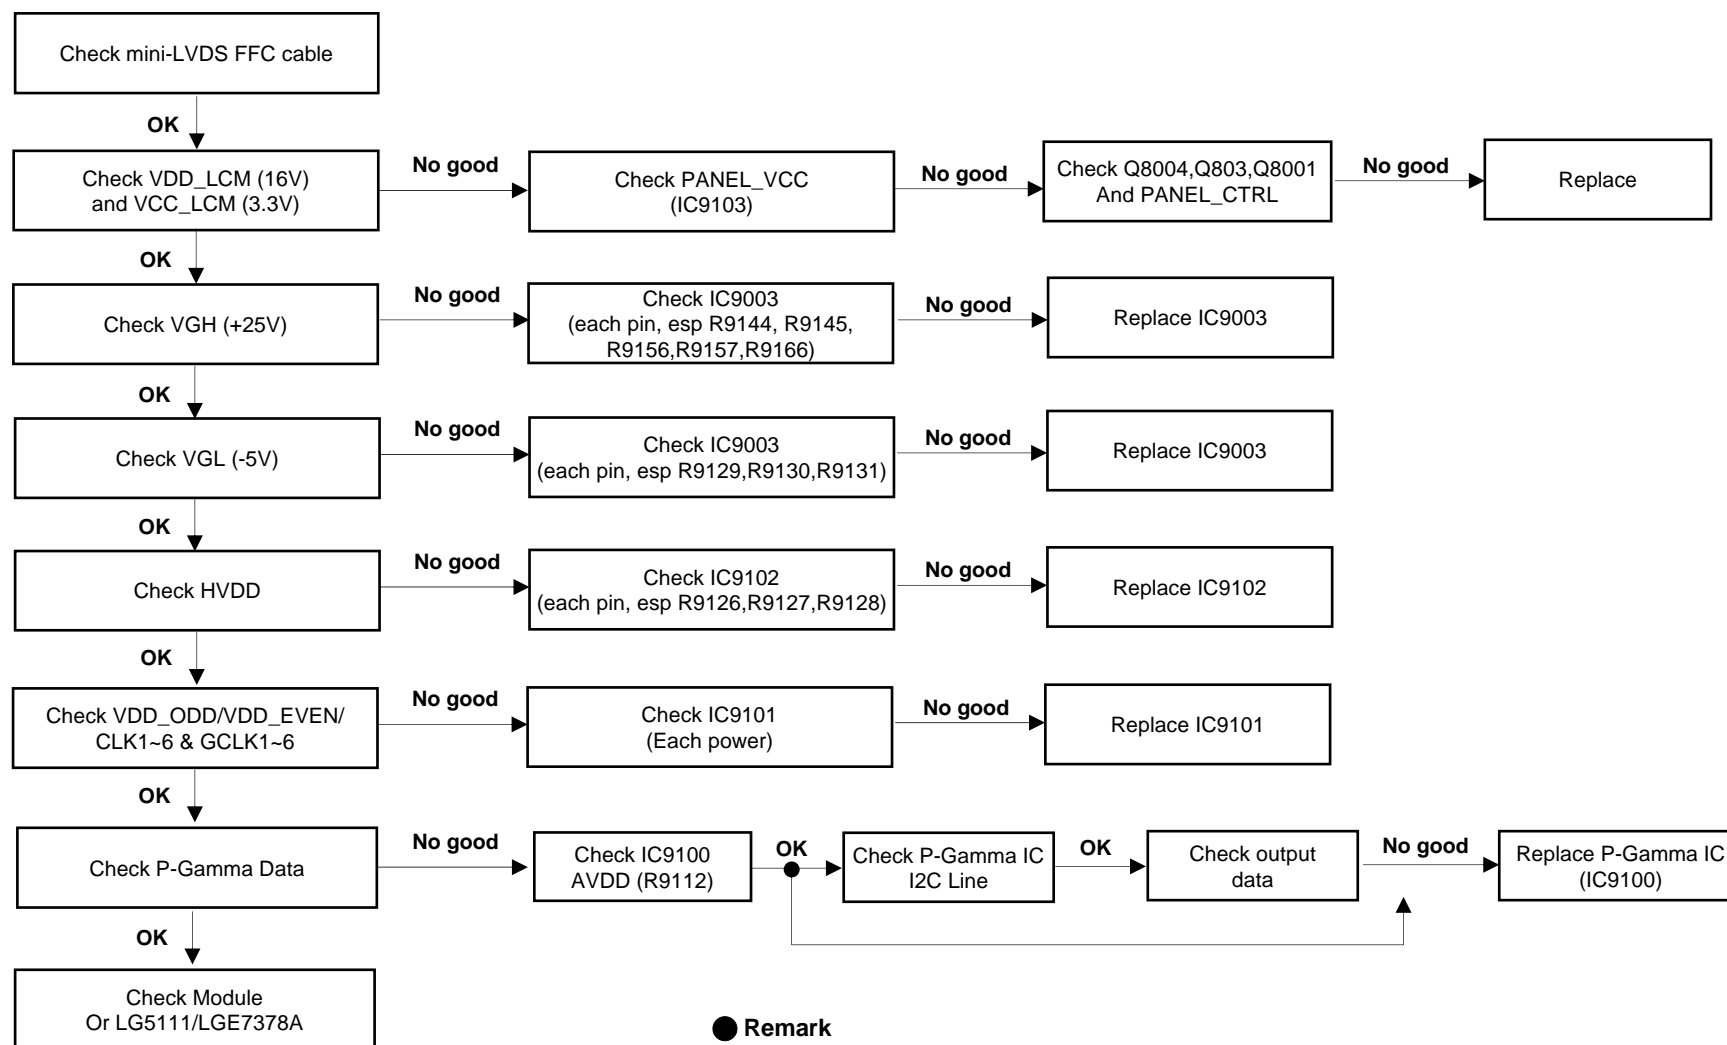 Check mini-LVDS FFC cable
OK
Check VDD_LCM (16V)
and VCC_LCM (3.3V)
No good
Check PANEL_VCC
(IC9103)
No good
Check Q8004,Q803,Q8001
And PANEL_CTRL
No good
Replace
OK
Check VGH (+25V)
No good
Check IC9003
(each pin, esp R9144, R9145,
R9156,R9157,R9166)
No good
Replace IC9003
OK
Check VGL (-5V)
No good
Check IC9003
(each pin, esp R9129,R9130,R9131)
No good
Replace IC9003
OK
Check HVDD
No good
Check IC9102
(each pin, esp R9126,R9127,R9128)
No good
Replace IC9102
OK
Check VDD_ODD/VDD_EVEN/
CLK1~6 & GCLK1~6
No good
Check IC9101
(Each power)
No good
Replace IC9101
OK
Check P-Gamma Data
No good
Check IC9100
AVDD (R9112)
OK
Check P-Gamma IC
I2C Line
OK
Check output
data
No good
Replace P-Gamma IC
(IC9100)
OK
Check Module
Or LG5111/LGE7378A
Remark